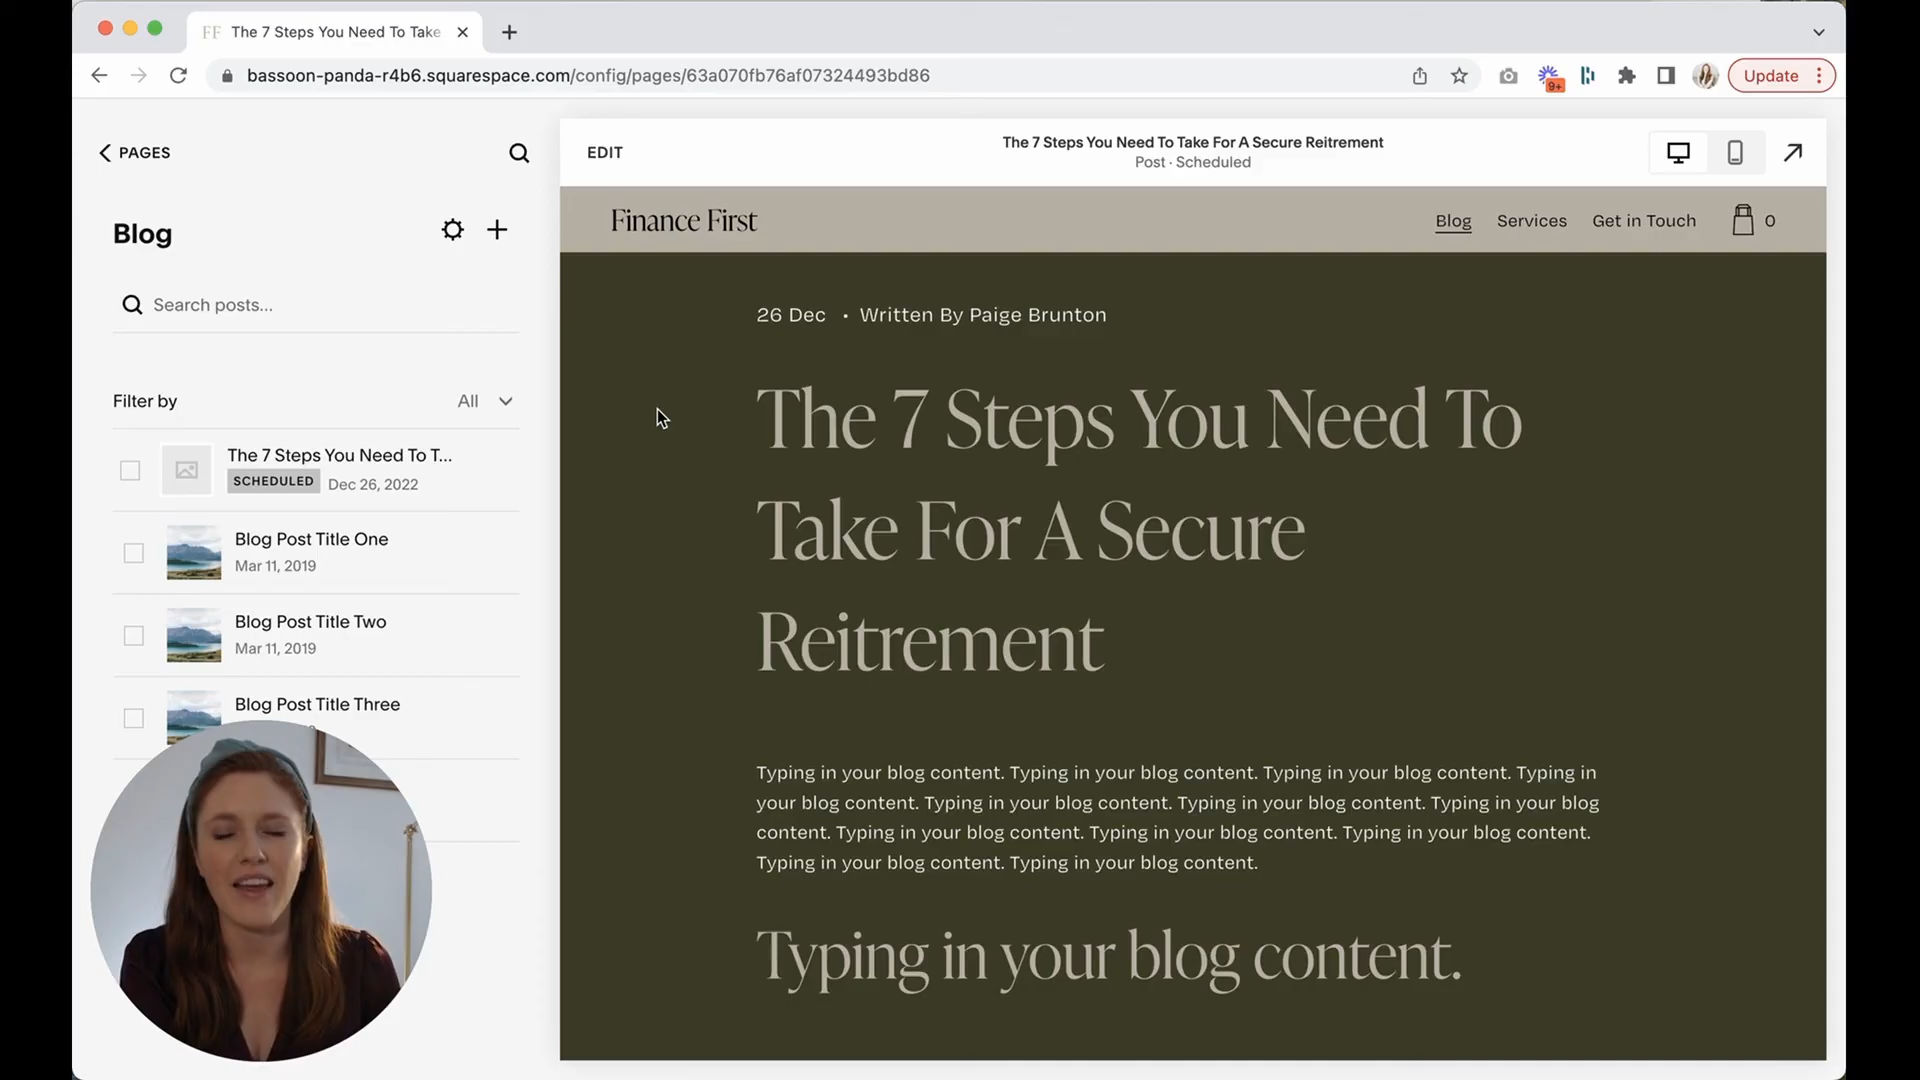 FF The 7 Steps You Need To Take
bassoon-panda-r4b6.squarespace.com/config/pages/63a070fb76af07324493bd86
9+
Update
PAGES
Blog
Search posts...
Filter by
All
The 7 Steps You Need To T...
SCHEDULED Dec 26, 2022
Blog Post Title One
Mar 11, 2019
Blog Post Title Two
Mar 11, 2019
Blog Post Title Three
EDIT
The 7 Steps You Need To Take For A Secure Reitrement
Post · Scheduled
Finance First
Blog Services Get in Touch 0
26 Dec · Written By Paige Brunton
The 7 Steps You Need To
Take For A Secure
Reitrement
Typing in your blog content. Typing in your blog content. Typing in your blog content. Typing in
your blog content. Typing in your blog content. Typing in your blog content. Typing in your blog
content. Typing in your blog content. Typing in your blog content. Typing in your blog content.
Typing in your blog content. Typing in your blog content.
Typing in your blog content.